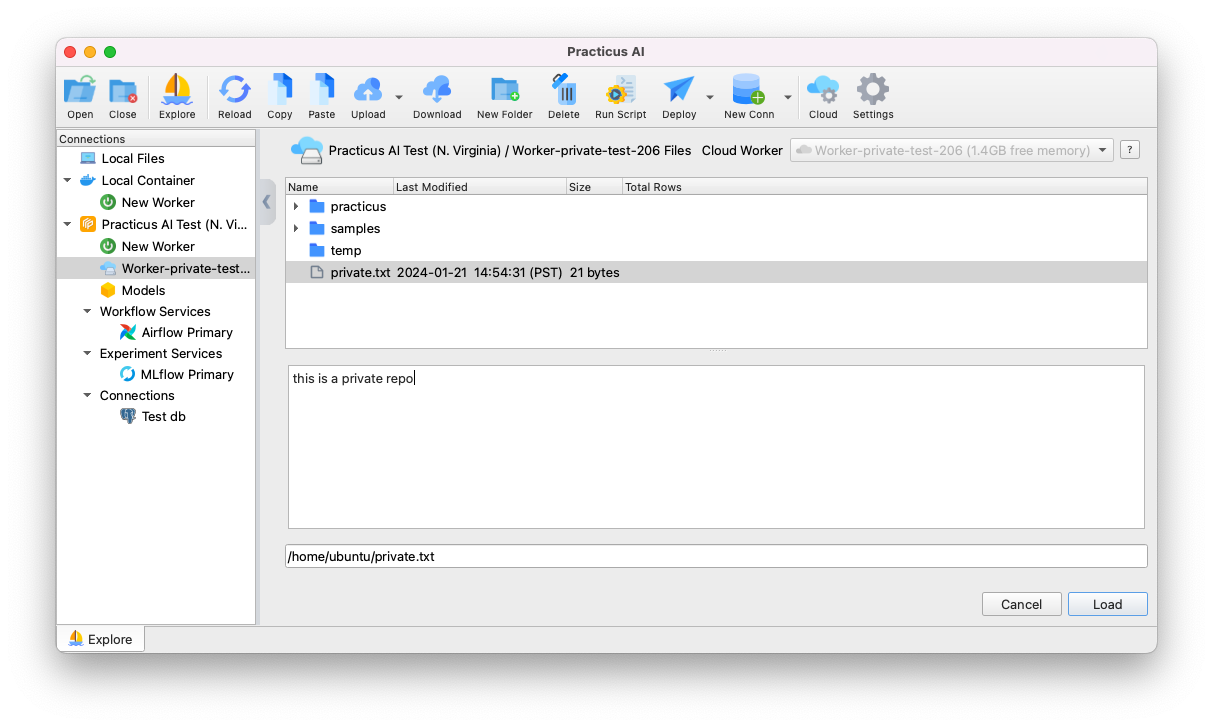 Practicus AI
Open Close Explore Reload Copy Paste Upload Download New Folder Delete Run Script Deploy New Conn Cloud Settings
Connections
Local Files
Local Container
New Worker
Practicus AI Test (N. Vi...
New Worker
Worker-private-test...
Models
Workflow Services
Airflow Primary
Experiment Services
MLflow Primary
Connections
Test db
Practicus AI Test (N. Virginia) / Worker-private-test-206 Files Cloud Worker Worker-private-test-206 (1.4GB free memory) ?
Name Last Modified Size Total Rows
practicus
samples
temp
private.txt 2024-01-21 14:54:31 (PST) 21 bytes
this is a private repo
/home/ubuntu/private.txt
Cancel Load
Explore